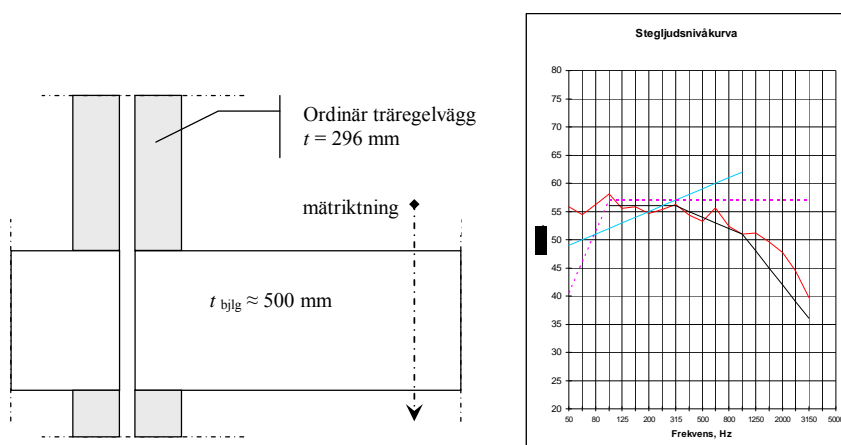 Ordinär träregelvägg
t = 296 mm
mätriktning
t bjlg ≈ 500 mm
Stegljudsnivåkurva
80
75
70
65
60
55
50
45
40
35
30
25
20
50 80 125 200 315 500 800 1250 2000 3150 5000
Frekvens, Hz